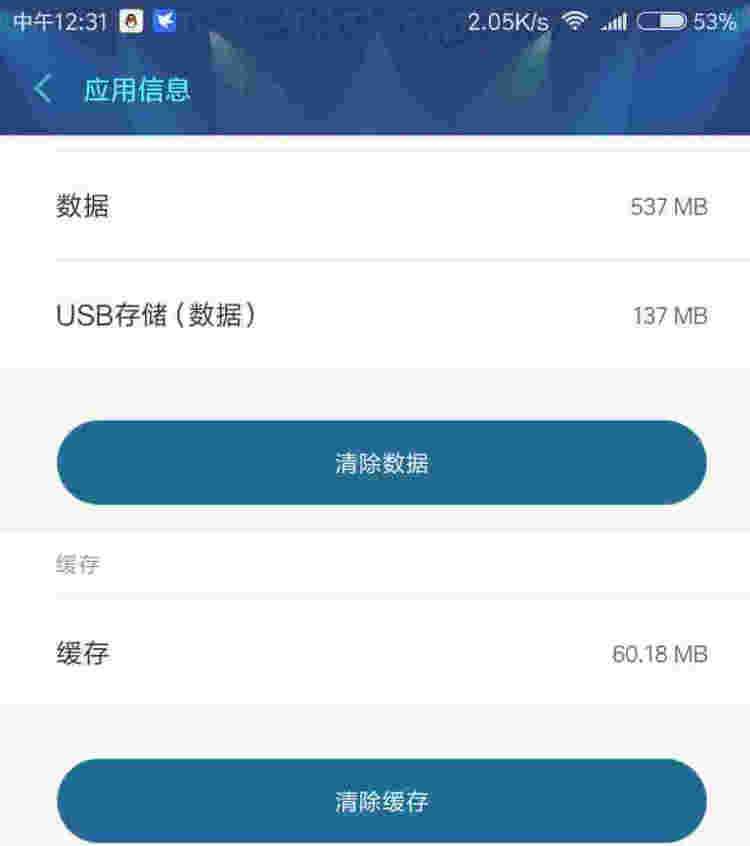 中午12:31 2.05K/s 53%
应用信息
数据 537 MB
USB存储(数据) 137 MB
清除数据
缓存
缓存 60.18 MB
清除缓存